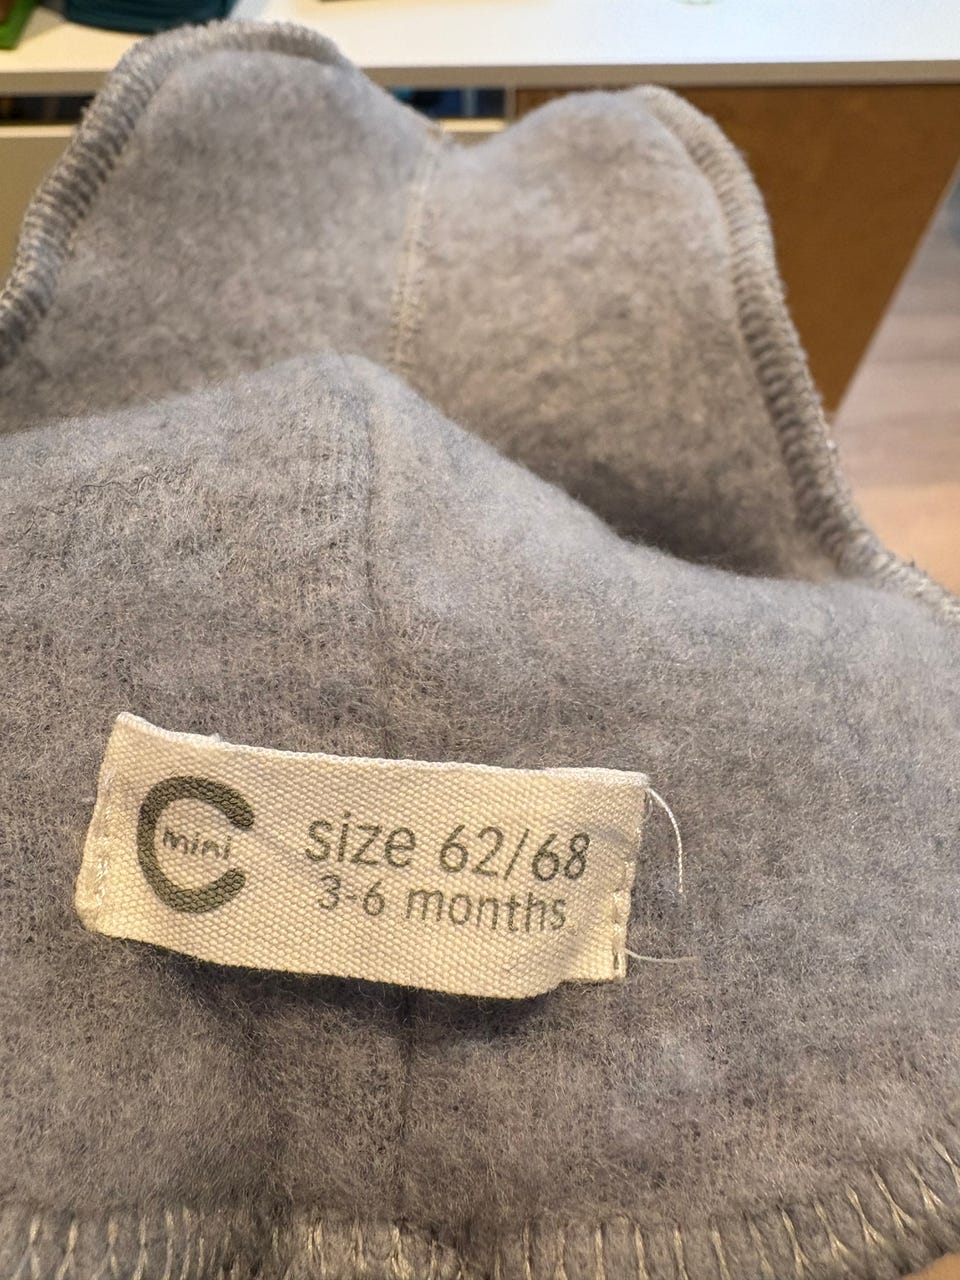 C
mini
size 62/68
3-6 months